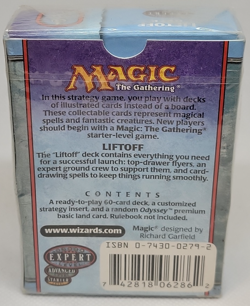 MAGIC
The Gathering®
In this strategy game, you play with decks
of illustrated cards instead of a board.
These collectable cards represent magical
spells and fantastic creatures. New players
should begin with a Magic: The Gathering®
starter-level game.
LIFTOFF
The "Liftoff" deck contains everything you need
for a successful launch: top-drawer flyers, an
expert ground crew to support them, and card-
drawing spells to keep things running smoothly.
CONTENTS
A ready-to-play 60-card deck, a customized
strategy insert, and a random Odyssey™ premium
basic land card. Rulebook not included.
www.wizards.com
Magic® designed by
Richard Garfield
ISBN 0-7430-0279-2
EXPERT
ADVANCED
STARTER
7 42818 06286